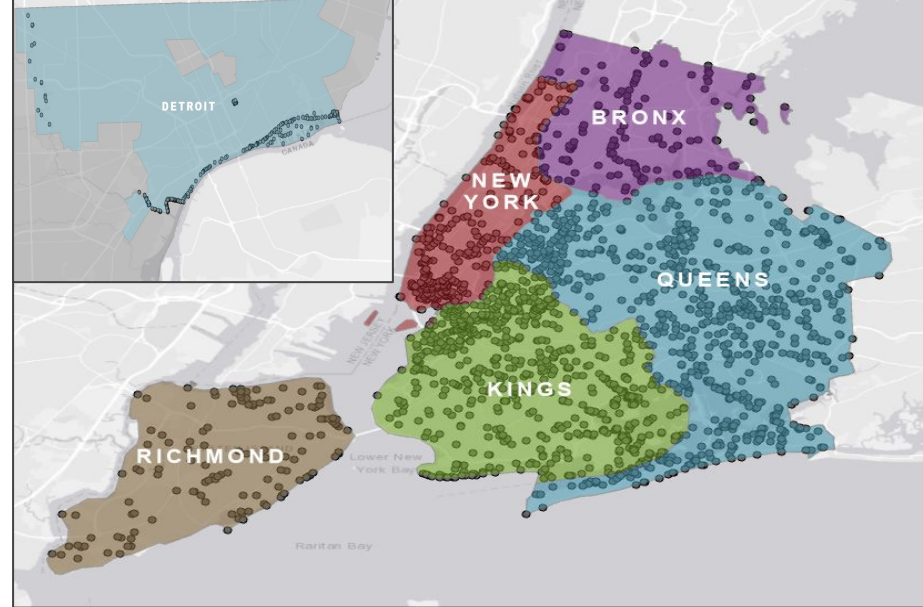 DETROIT
CANADA
BRONX
NEW
YORK
QUEENS
NEW JERSEY
NEW YORK
KINGS
RICHMOND
Lower New
York Bay
Raritan Bay